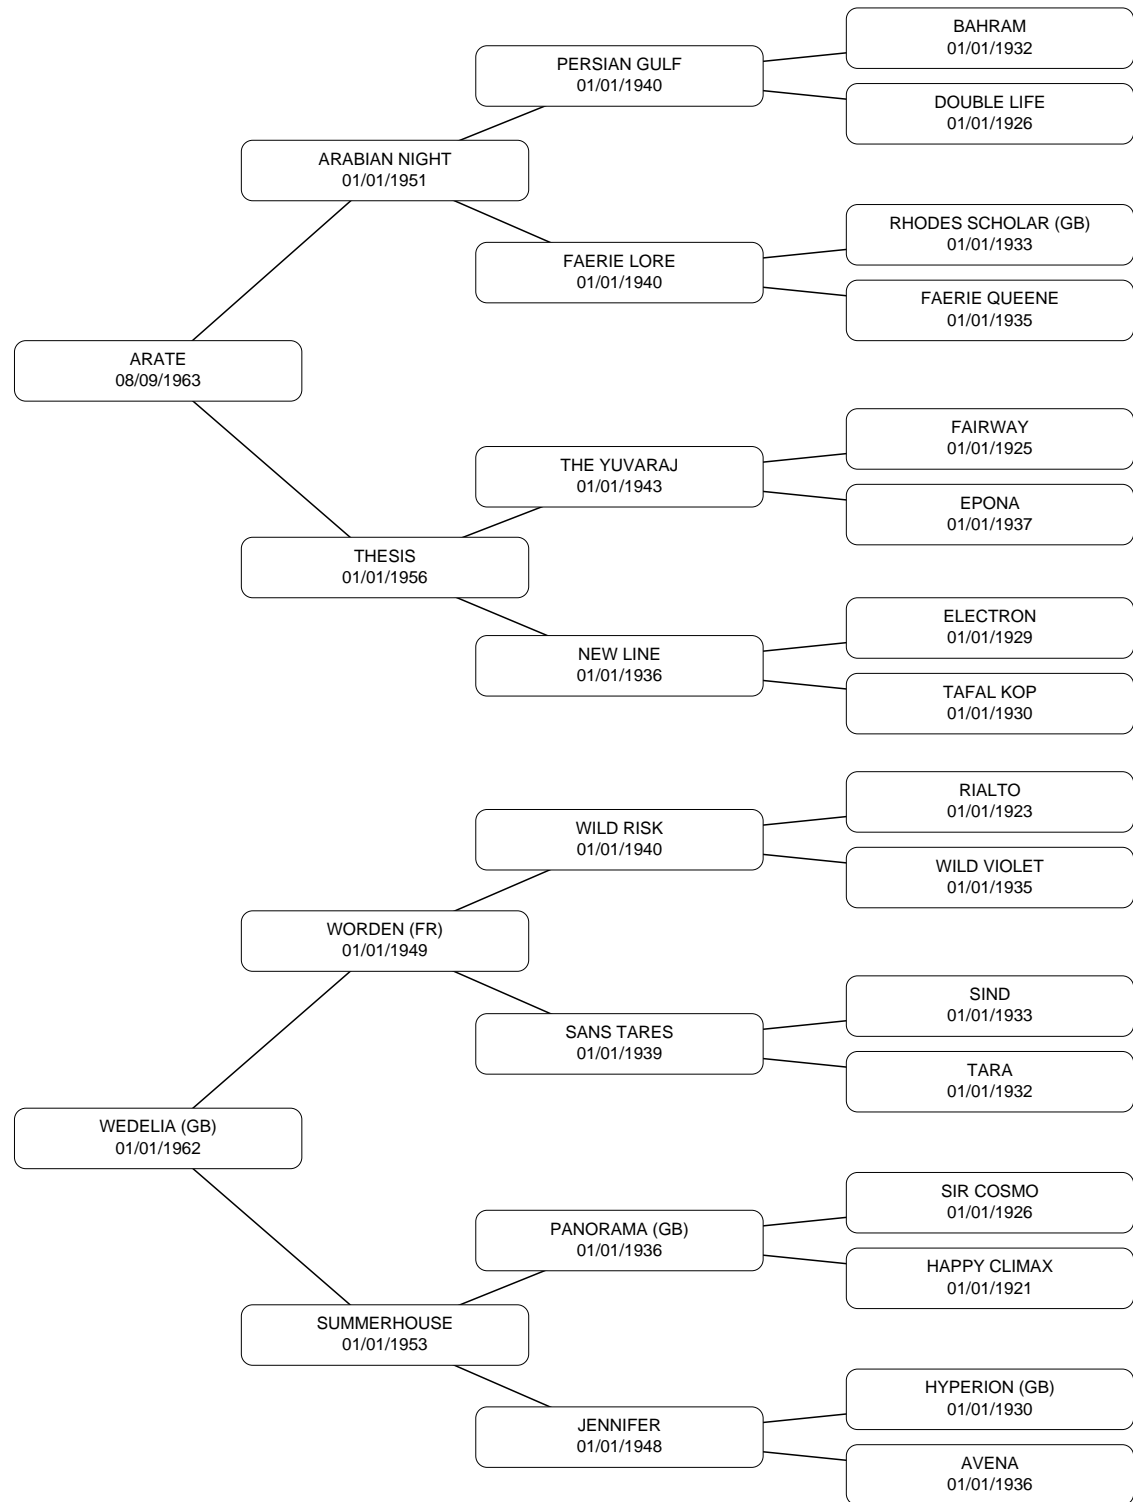 BAHRAM
01/01/1932
PERSIAN GULF
01/01/1940
DOUBLE LIFE
01/01/1926
ARABIAN NIGHT
01/01/1951
RHODES SCHOLAR (GB)
01/01/1933
FAERIE LORE
01/01/1940
FAERIE QUEENE
01/01/1935
ARATE
08/09/1963
FAIRWAY
01/01/1925
THE YUVARAJ
01/01/1943
EPONA
01/01/1937
THESIS
01/01/1956
ELECTRON
01/01/1929
NEW LINE
01/01/1936
TAFAL KOP
01/01/1930
RIALTO
01/01/1923
WILD RISK
01/01/1940
WILD VIOLET
01/01/1935
WORDEN (FR)
01/01/1949
SIND
01/01/1933
SANS TARES
01/01/1939
TARA
01/01/1932
WEDELIA (GB)
01/01/1962
SIR COSMO
01/01/1926
PANORAMA (GB)
01/01/1936
HAPPY CLIMAX
01/01/1921
SUMMERHOUSE
01/01/1953
HYPERION (GB)
01/01/1930
JENNIFER
01/01/1948
AVENA
01/01/1936